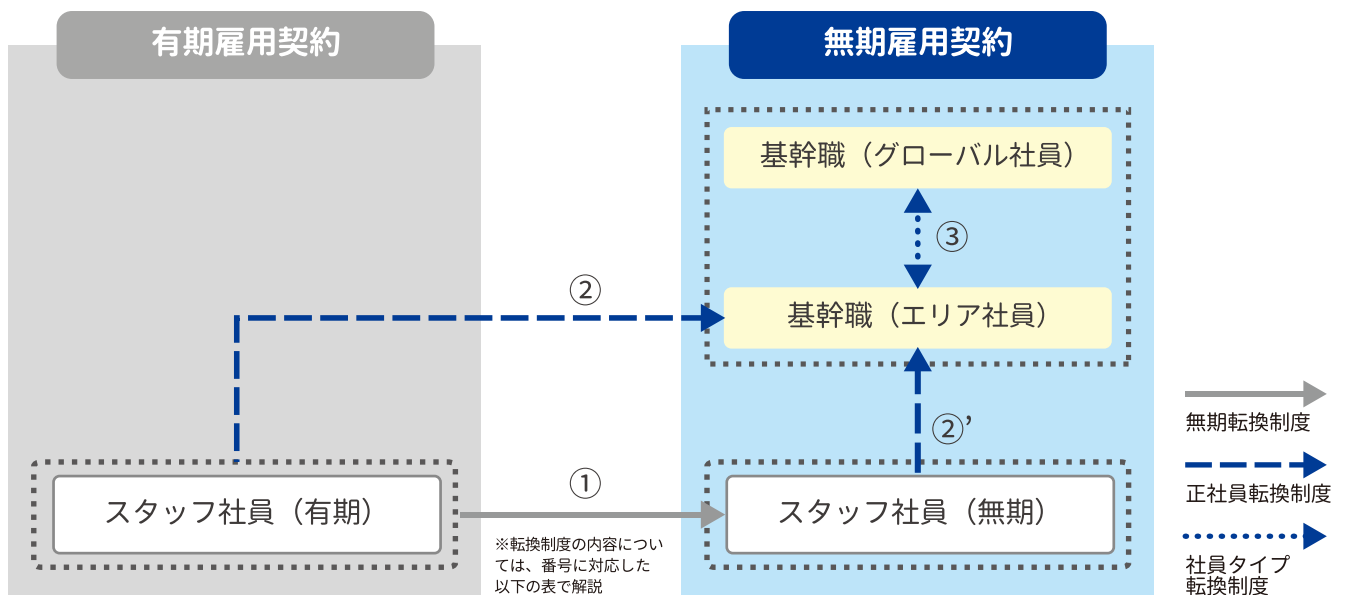 有期雇用契約
無期雇用契約
基幹職（グローバル社員）
③
②
基幹職（エリア社員）
②’
無期転換制度
正社員転換制度
社員タイプ
転換制度
①
スタッフ社員（有期）
スタッフ社員（無期）
※転換制度の内容につい
ては、番号に対応した
以下の表で解説